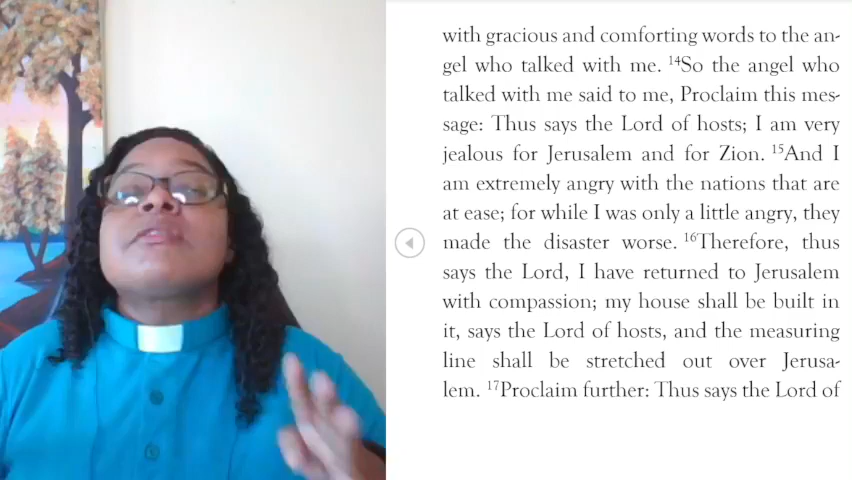 with gracious and comforting words to the an-
gel who talked with me. ¹⁴So the angel who
talked with me said to me, Proclaim this mes-
sage: Thus says the Lord of hosts; I am very
jealous for Jerusalem and for Zion. ¹⁵And I
am extremely angry with the nations that are
at ease; for while I was only a little angry, they
made the disaster worse. ¹⁶Therefore, thus
says the Lord, I have returned to Jerusalem
with compassion; my house shall be built in
it, says the Lord of hosts, and the measuring
line shall be stretched out over Jerusa-
lem. ¹⁷Proclaim further: Thus says the Lord of